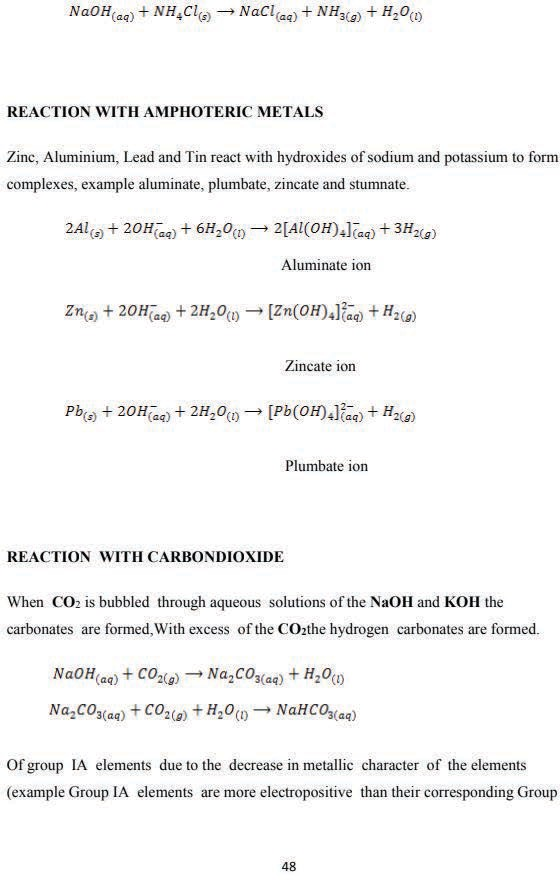 NaOH(aq) + NH₄Cl(s) → NaCl(aq) + NH₃(g) + H₂O(l)
REACTION WITH AMPHOTERIC METALS
Zinc, Aluminium, Lead and Tin react with hydroxides of sodium and potassium to form
complexes, example aluminate, plumbate, zincate and stumnate.
2Al(s) + 2OH⁻(aq) + 6H₂O(l) → 2[Al(OH)₄]⁻(aq) + 3H₂(g)
Aluminate ion
Zn(s) + 2OH⁻(aq) + 2H₂O(l) → [Zn(OH)₄]²⁻(aq) + H₂(g)
Zincate ion
Pb(s) + 2OH⁻(aq) + 2H₂O(l) → [Pb(OH)₄]²⁻(aq) + H₂(g)
Plumbate ion
REACTION WITH CARBONDIOXIDE
When CO₂ is bubbled through aqueous solutions of the NaOH and KOH the
carbonates are formed,With excess of the CO₂the hydrogen carbonates are formed.
NaOH(aq) + CO₂(g) → Na₂CO₃(aq) + H₂O(l)
Na₂CO₃(aq) + CO₂(g) + H₂O(l) → NaHCO₃(aq)
Of group IA elements due to the decrease in metallic character of the elements
(example Group IA elements are more electropositive than their corresponding Group
48